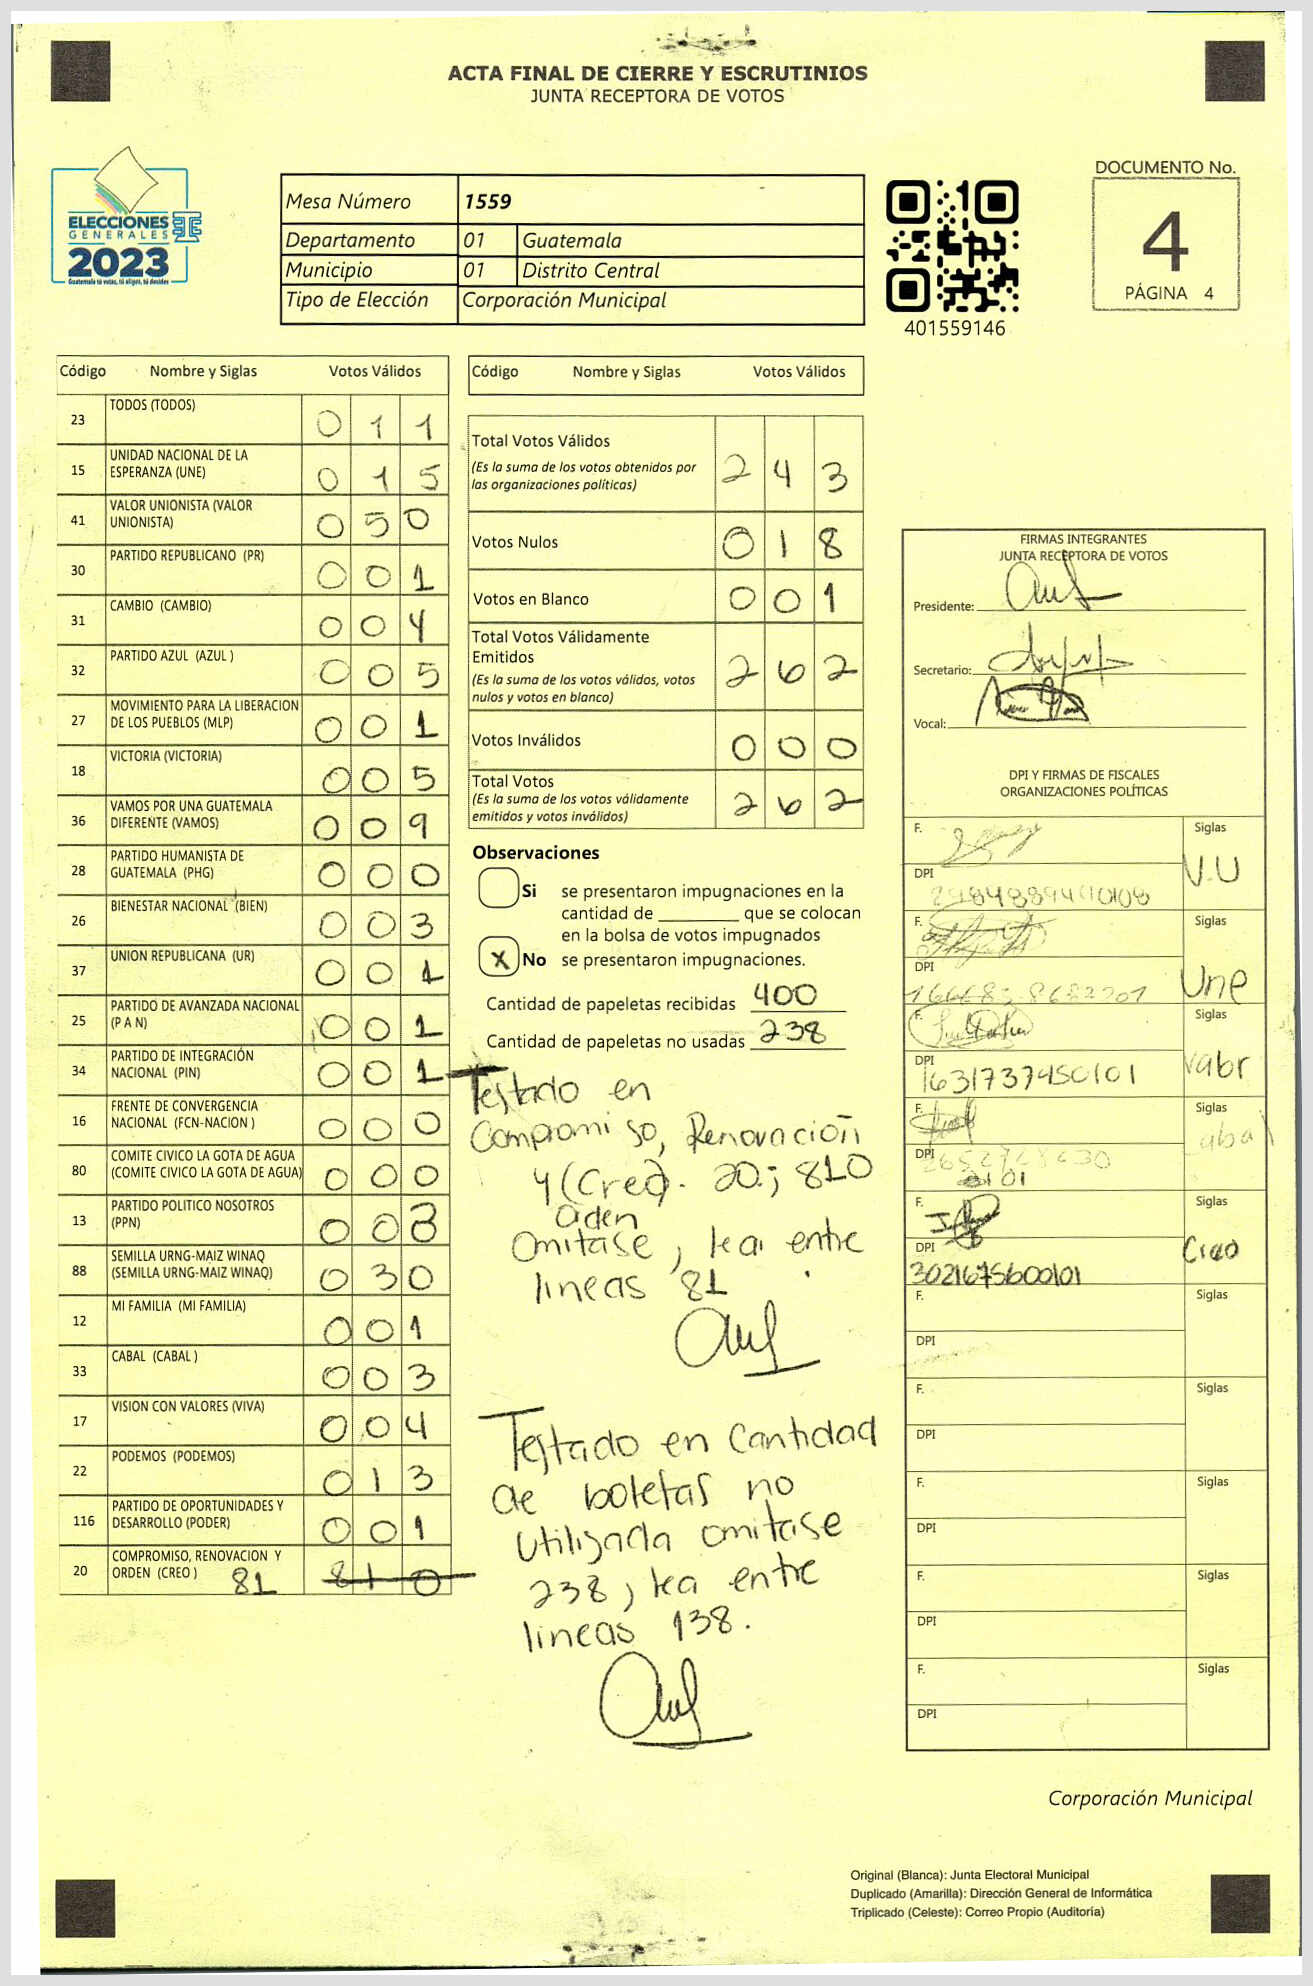 ACTA FINAL DE CIERRE Y ESCRUTINIOS
JUNTA RECEPTORA DE VOTOS
ELECCIONES
GENERALES
2023
Guatemala tú votas, tú eliges, tú decides
Mesa Número 1559
Departamento 01 Guatemala
Municipio 01 Distrito Central
Tipo de Elección Corporación Municipal
401559146
DOCUMENTO No.
4
PÁGINA 4
Código Nombre y Siglas Votos Válidos
23 TODOS (TODOS) 0 1 1
15 UNIDAD NACIONAL DE LA
ESPERANZA (UNE) 0 1 5
41 VALOR UNIONISTA (VALOR
UNIONISTA) 0 5 0
30 PARTIDO REPUBLICANO (PR) 0 0 1
31 CAMBIO (CAMBIO) 0 0 4
32 PARTIDO AZUL (AZUL ) 0 0 5
27 MOVIMIENTO PARA LA LIBERACION
DE LOS PUEBLOS (MLP) 0 0 1
18 VICTORIA (VICTORIA) 0 0 5
36 VAMOS POR UNA GUATEMALA
DIFERENTE (VAMOS) 0 0 9
28 PARTIDO HUMANISTA DE
GUATEMALA (PHG) 0 0 0
26 BIENESTAR NACIONAL (BIEN) 0 0 3
37 UNION REPUBLICANA (UR) 0 0 1
25 PARTIDO DE AVANZADA NACIONAL
(P A N) 0 0 1
34 PARTIDO DE INTEGRACIÓN
NACIONAL (PIN) 0 0 1
16 FRENTE DE CONVERGENCIA
NACIONAL (FCN-NACION ) 0 0 0
80 COMITE CIVICO LA GOTA DE AGUA
(COMITE CIVICO LA GOTA DE AGUA) 0 0 0
13 PARTIDO POLITICO NOSOTROS
(PPN) 0 0 3
88 SEMILLA URNG-MAIZ WINAQ
(SEMILLA URNG-MAIZ WINAQ) 0 3 0
12 MI FAMILIA (MI FAMILIA) 0 0 1
33 CABAL (CABAL ) 0 0 3
17 VISION CON VALORES (VIVA) 0 0 4
22 PODEMOS (PODEMOS) 0 1 3
116 PARTIDO DE OPORTUNIDADES Y
DESARROLLO (PODER) 0 0 1
20 COMPROMISO, RENOVACION Y
ORDEN (CREO ) 81 8 1 0
Código Nombre y Siglas Votos Válidos
Total Votos Válidos 2 4 3
(Es la suma de los votos obtenidos por
las organizaciones políticas)
Votos Nulos 0 1 8
Votos en Blanco 0 0 1
Total Votos Válidamente
Emitidos 2 6 2
(Es la suma de los votos válidos, votos
nulos y votos en blanco)
Votos Inválidos 0 0 0
Total Votos 2 6 2
(Es la suma de los votos válidamente
emitidos y votos inválidos)
Observaciones
Si se presentaron impugnaciones en la
cantidad de ________ que se colocan
en la bolsa de votos impugnados
X No se presentaron impugnaciones.
Cantidad de papeletas recibidas 400
Cantidad de papeletas no usadas 238
Testado en
Compromiso, Renovación
y (Creo). 20; 810
orden
Omitase, lea entre
lineas 81
Testado en Cantidad
de boletas no
utilizada omitase
238, lea entre
lineas 138.
FIRMAS INTEGRANTES
JUNTA RECEPTORA DE VOTOS
Presidente:
Secretario:
Vocal:
DPI Y FIRMAS DE FISCALES
ORGANIZACIONES POLÍTICAS
F. Siglas
V.U
DPI
F. Siglas
Une
DPI
F. Siglas
Valor
DPI
1631737450101
F. Siglas
Cabal
DPI
F. Siglas
Creo
DPI
3021675600101
F. Siglas
DPI
F. Siglas
DPI
F. Siglas
DPI
F. Siglas
DPI
F. Siglas
DPI
Corporación Municipal
Original (Blanca): Junta Electoral Municipal
Duplicado (Amarilla): Dirección General de Informática
Triplicado (Celeste): Correo Propio (Auditoría)